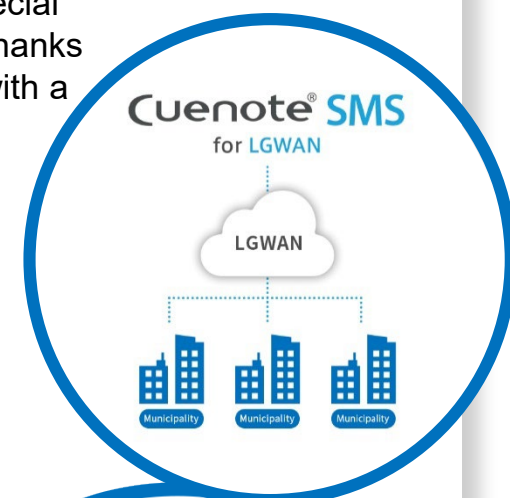 ecial
hanks
with a
Cuenote® SMS
for LGWAN
LGWAN
Municipality Municipality Municipality